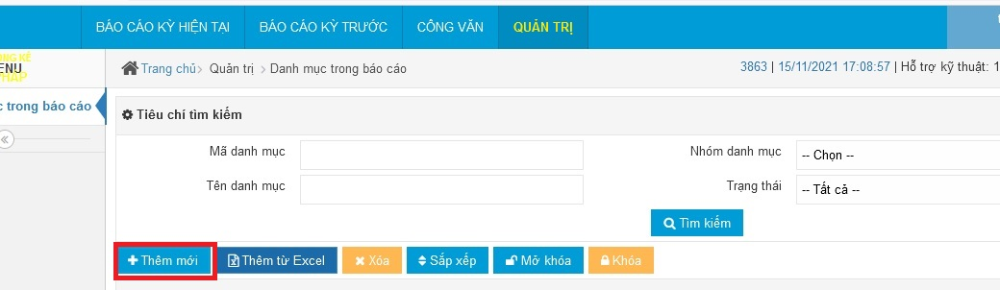 BÁO CÁO KỲ HIỆN TẠI BÁO CÁO KỲ TRƯỚC CÔNG VĂN QUẢN TRỊ
ENU
Trang chủ › Quản trị › Danh mục trong báo cáo 3863 | 15/11/2021 17:08:57 | Hỗ trợ kỹ thuật: 1
c trong báo cáo
Tiêu chí tìm kiếm
Mã danh mục Nhóm danh mục -- Chọn --
Tên danh mục Trạng thái -- Tất cả --
Tìm kiếm
Thêm mới Thêm từ Excel Xóa Sắp xếp Mở khóa Khóa